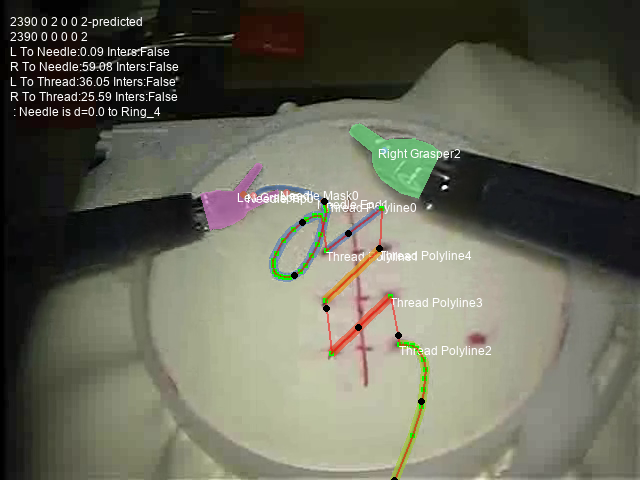 2390 0 2 0 0 2-predicted
2390 0 0 0 0 2
L To Needle:0.09 Inters:False
R To Needle:59.08 Inters:False
L To Thread:36.05 Inters:False
R To Thread:25.59 Inters:False
: Needle is d=0.0 to Ring_4
Right Grasper2
Needle Mask0
Needle End1
Thread Polyline0
Thread Polyline4
Thread Polyline3
Thread Polyline2